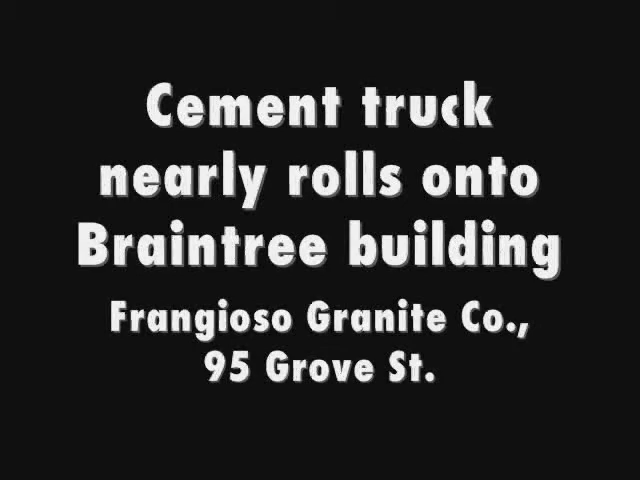 Cement truck
nearly rolls onto
Braintree building
Frangioso Granite Co.,
95 Grove St.